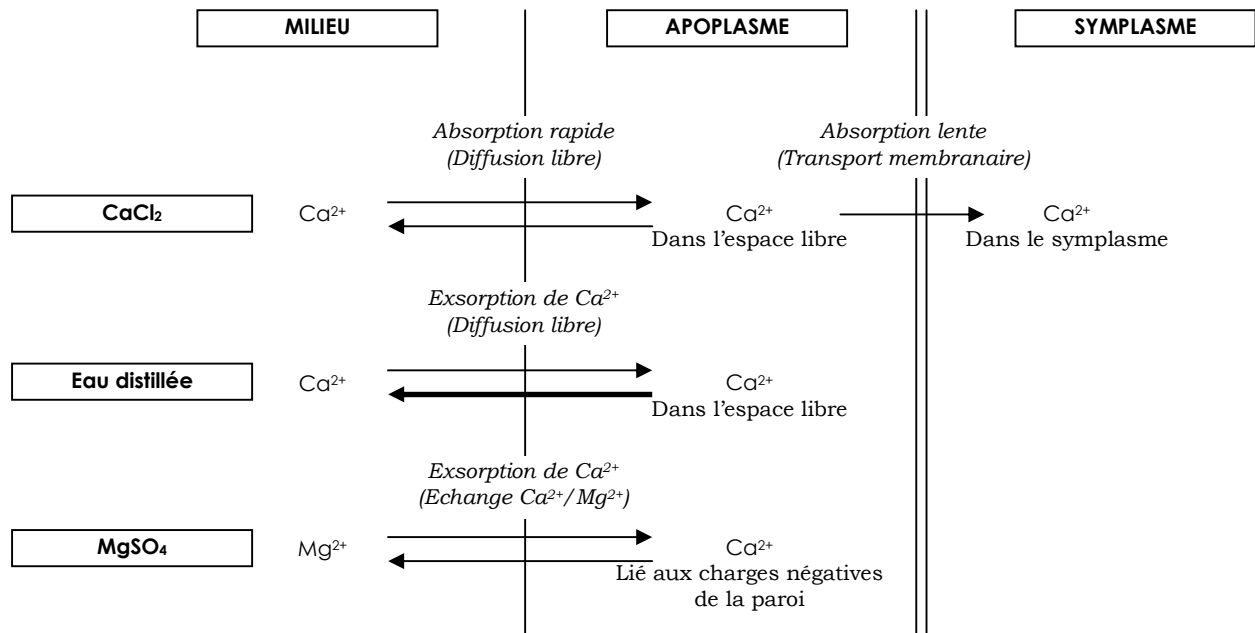 MILIEU
APOPLASME
SYMPLASME
Absorption rapide
(Diffusion libre)
Absorption lente
(Transport membranaire)
CaCl₂
Ca²⁺
Ca²⁺
Dans l'espace libre
Ca²⁺
Dans le symplasme
Exsorption de Ca²⁺
(Diffusion libre)
Eau distillée
Ca²⁺
Ca²⁺
Dans l'espace libre
Exsorption de Ca²⁺
(Echange Ca²⁺/Mg²⁺)
MgSO₄
Mg²⁺
Ca²⁺
Lié aux charges négatives
de la paroi